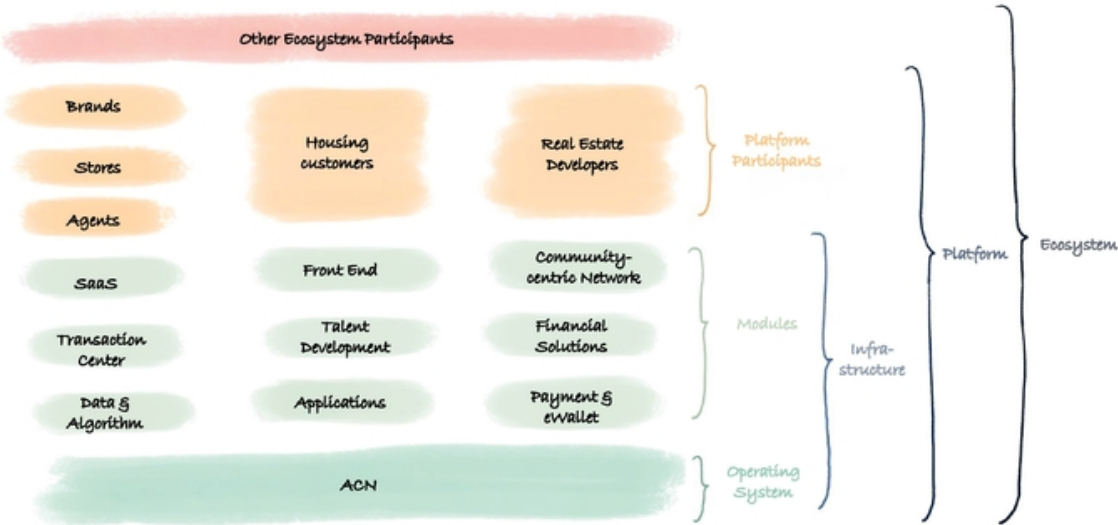 Other Ecosystem Participants
Brands
Stores
Agents
Housing
customers
Real Estate
Developers
Platform
Participants
SaaS
Front End
Community-
centric Network
Transaction
Center
Talent
Development
Financial
Solutions
Data &
Algorithm
Applications
Payment &
eWallet
Modules
ACN
Operating
System
Infra-
structure
Platform
Ecosystem